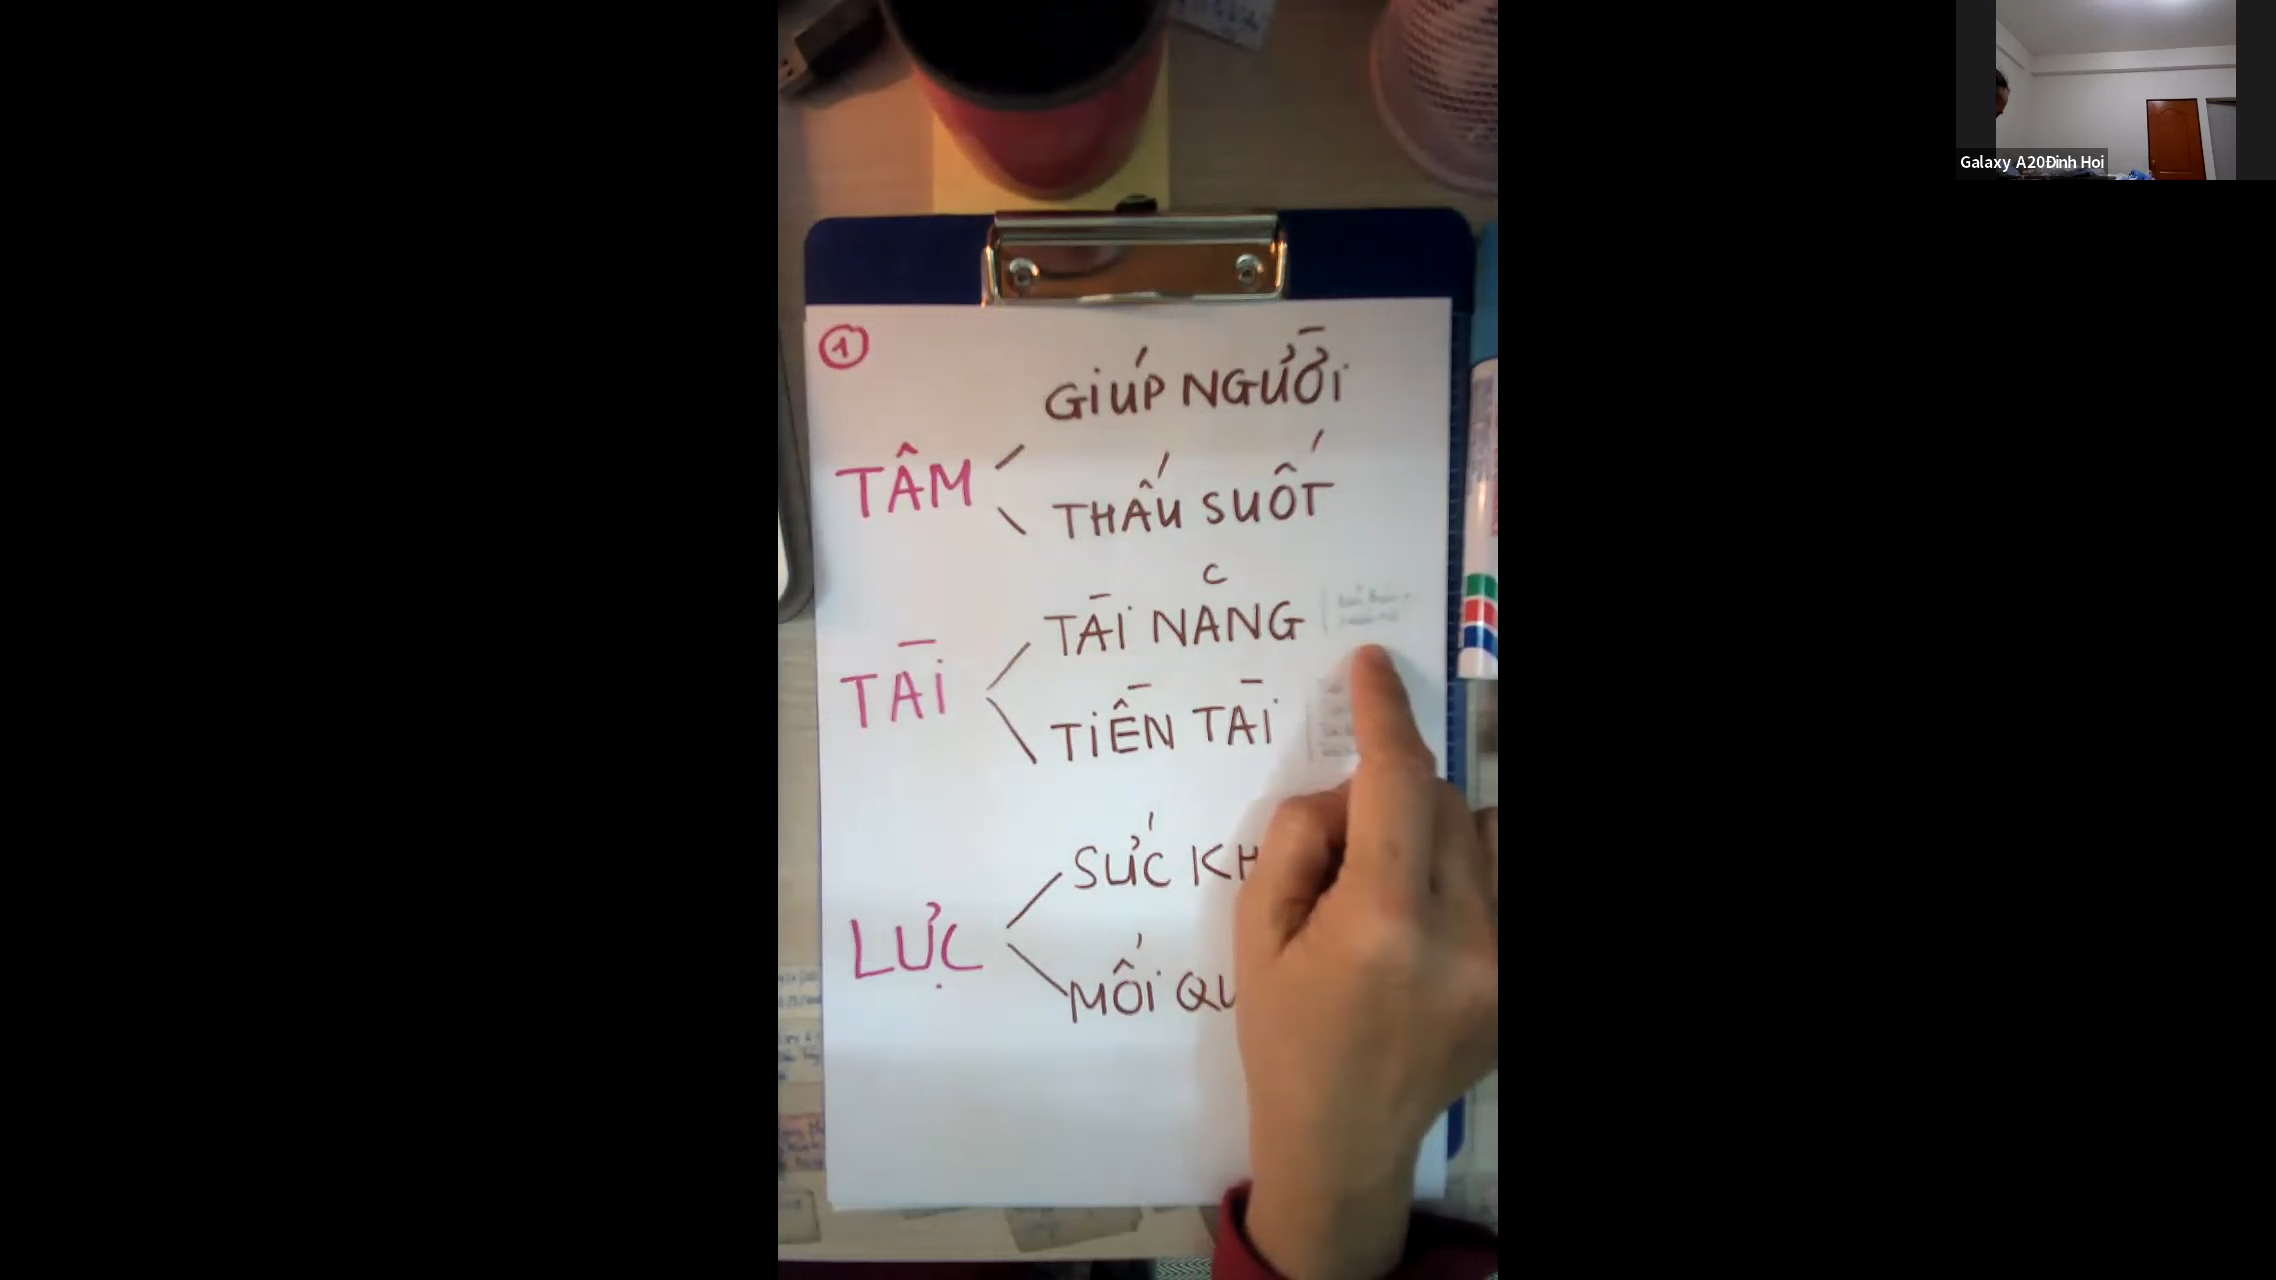 Galaxy A20Đinh Hoi
1
GIÚP NGƯỜI
TÂM
THẤU SUỐT
TÀI NĂNG
TÀI
TIỀN TÀI
SỨC KH
LỰC
MỐI QU